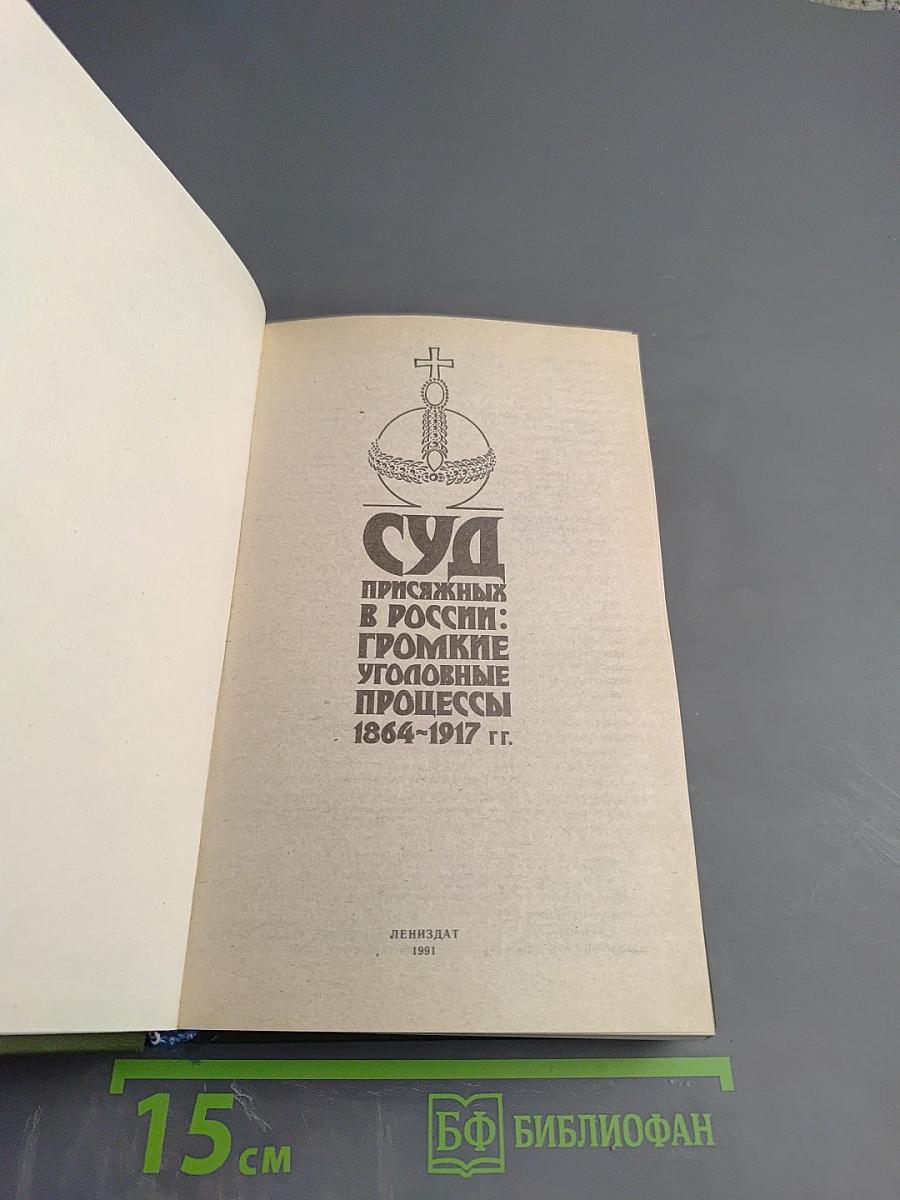 СУД
ПРИСЯЖНЫХ
В РОССИИ:
ГРОМКИЕ
УГОЛОВНЫЕ
ПРОЦЕССЫ
1864~1917 гг.
ЛЕНИЗДАТ
1991
15 см
БФ БИБЛИОФАН